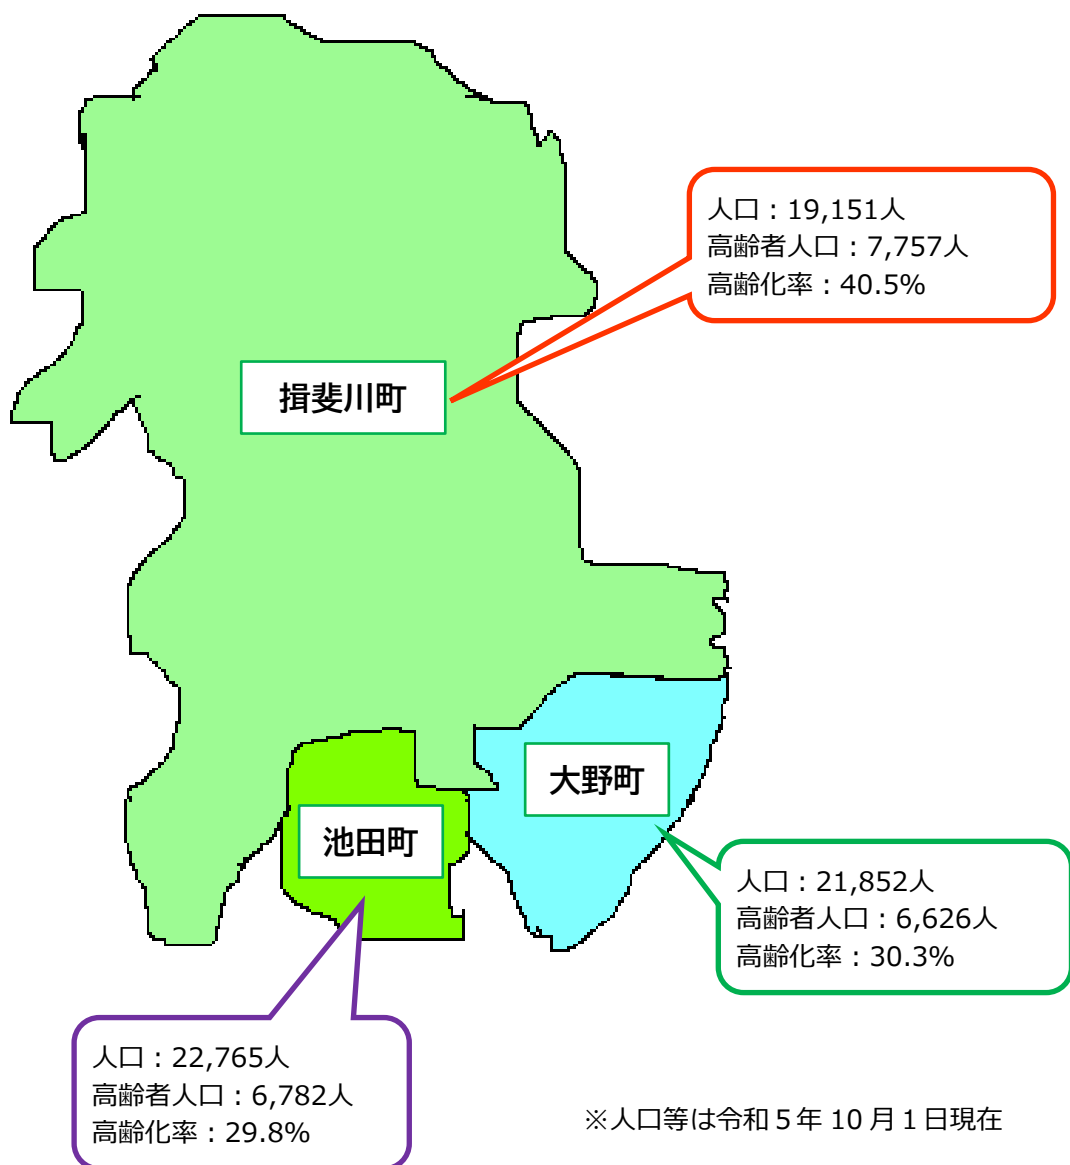 人口：19,151人
高齢者人口：7,757人
高齢化率：40.5%
揖斐川町
大野町
池田町
人口：21,852人
高齢者人口：6,626人
高齢化率：30.3%
人口：22,765人
高齢者人口：6,782人
高齢化率：29.8%
※人口等は令和５年 10 月１日現在